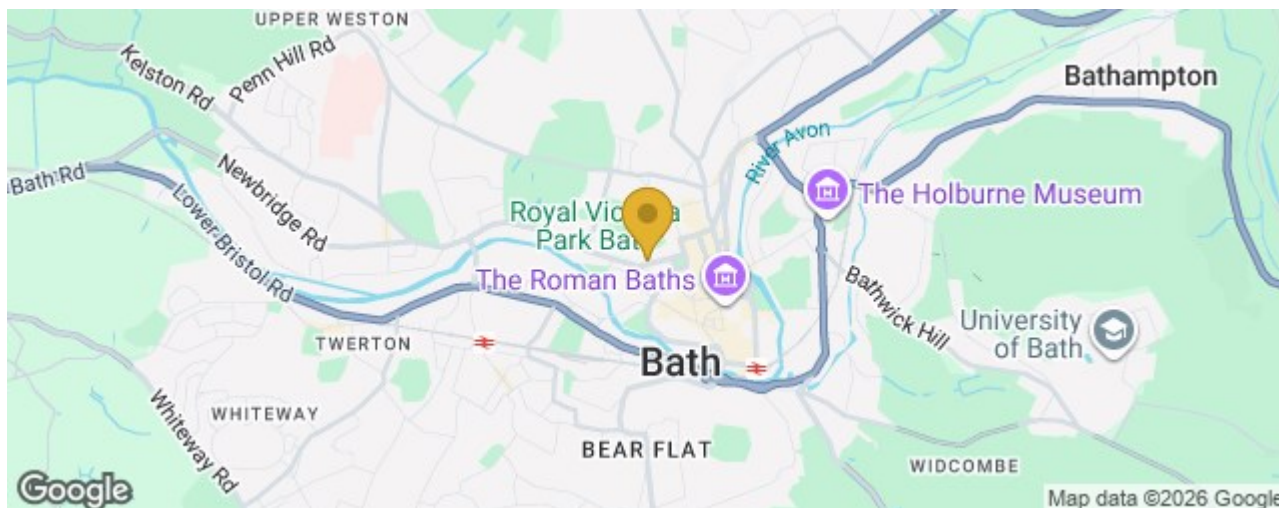 UPPER WESTON
Kelston Rd
Penn Hill Rd
Bathampton
River Avon
Bath Rd
Newbridge Rd
Lower Bristol Rd
Royal Victoria
Park Bath
The Holburne Museum
The Roman Baths
Bathwick Hill
University
of Bath
TWERTON
Bath
WHITEWAY
Whiteway Rd
BEAR FLAT
WIDCOMBE
Google
Map data ©2026 Google